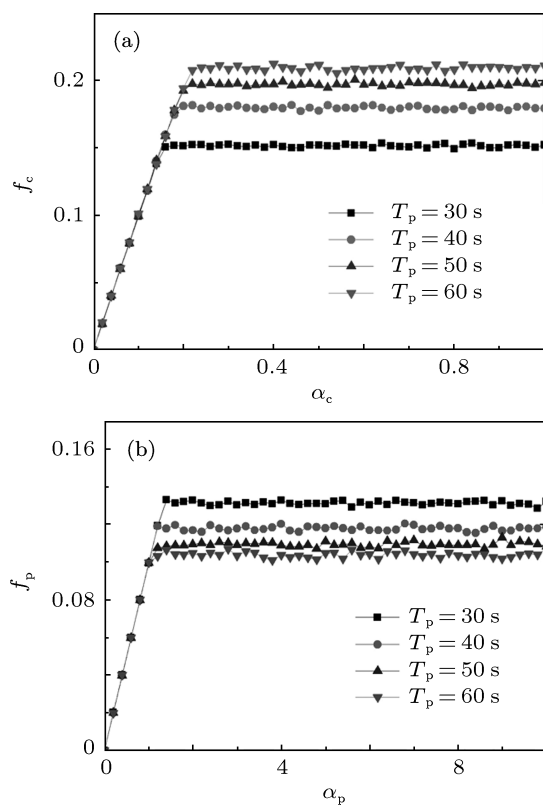 (a)
0.2
0.1
0
f_c
T_p = 30 s
T_p = 40 s
T_p = 50 s
T_p = 60 s
0 0.4 0.8
α_c
(b)
0.16
0.08
0
f_p
T_p = 30 s
T_p = 40 s
T_p = 50 s
T_p = 60 s
4 8
α_p